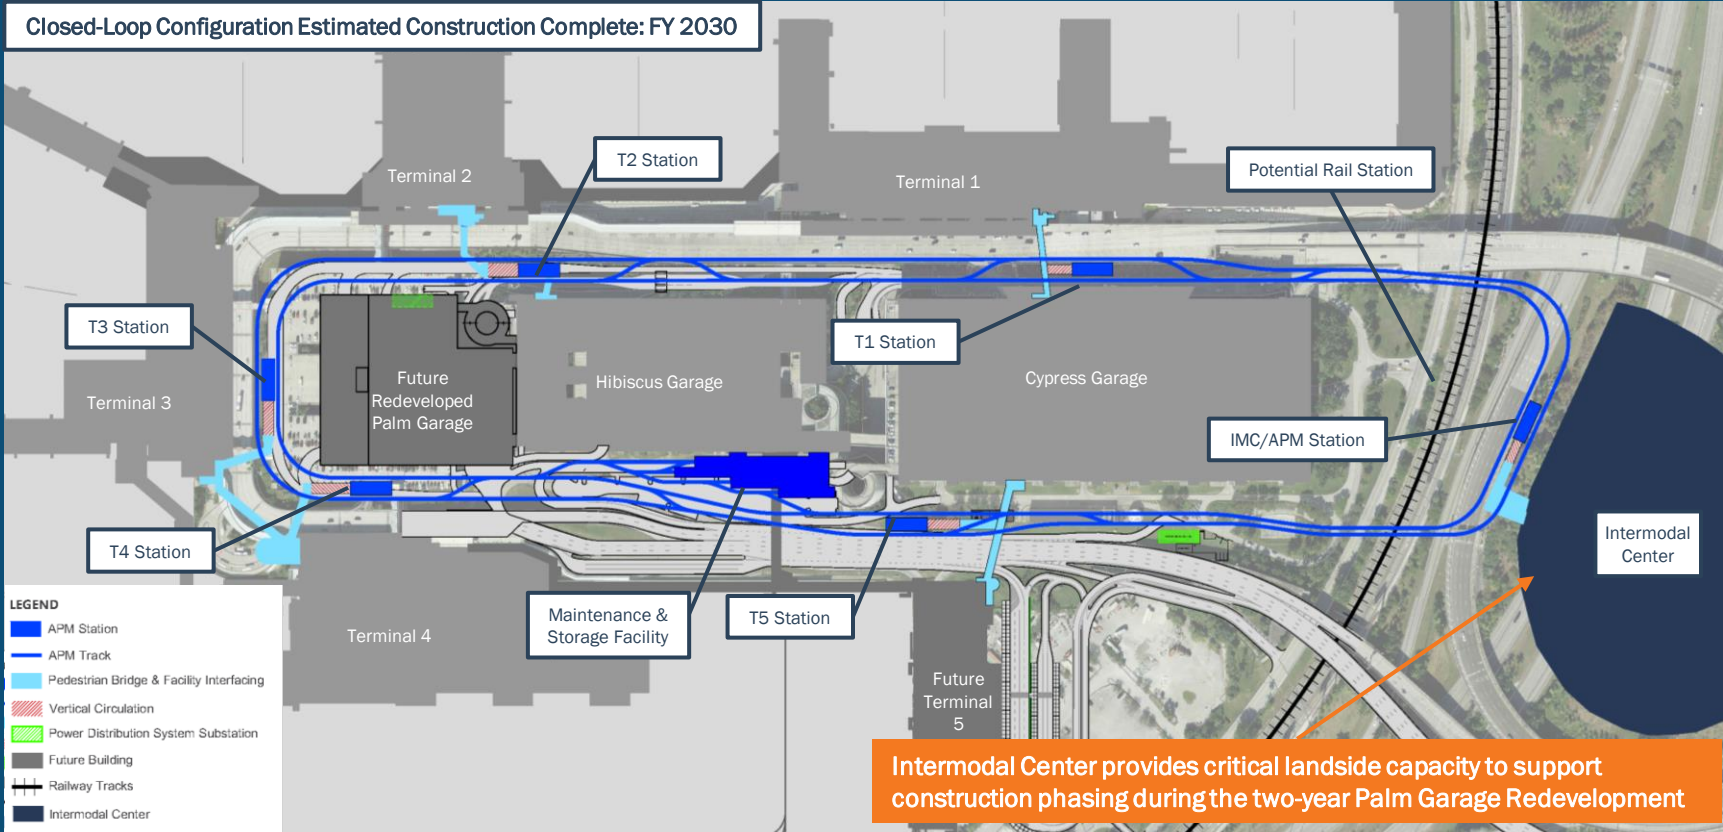 Closed-Loop Configuration Estimated Construction Complete: FY 2030
T2 Station
Terminal 2
Terminal 1
Potential Rail Station
T3 Station
T1 Station
Future
Redeveloped
Palm Garage
Hibiscus Garage
Cypress Garage
Terminal 3
IMC/APM Station
T4 Station
Intermodal
Center
Maintenance &
Storage Facility
T5 Station
Terminal 4
Future
Terminal
5
LEGEND
APM Station
APM Track
Pedestrian Bridge & Facility Interfacing
Vertical Circulation
Power Distribution System Substation
Future Building
Railway Tracks
Intermodal Center
Intermodal Center provides critical landside capacity to support
construction phasing during the two-year Palm Garage Redevelopment